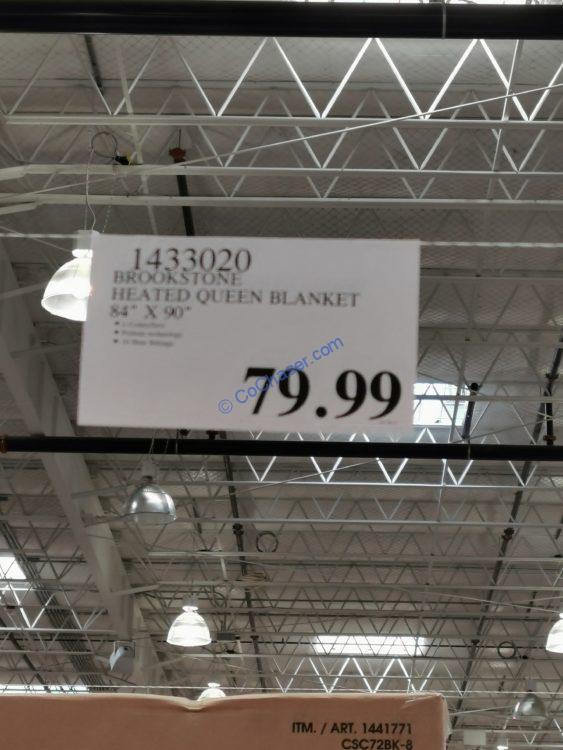 1433020
BROOKSTONE
HEATED QUEEN BLANKET
84" X 90"
79.99
© CoChaser.com
ITM. / ART. 1441771
CSC72BK-8